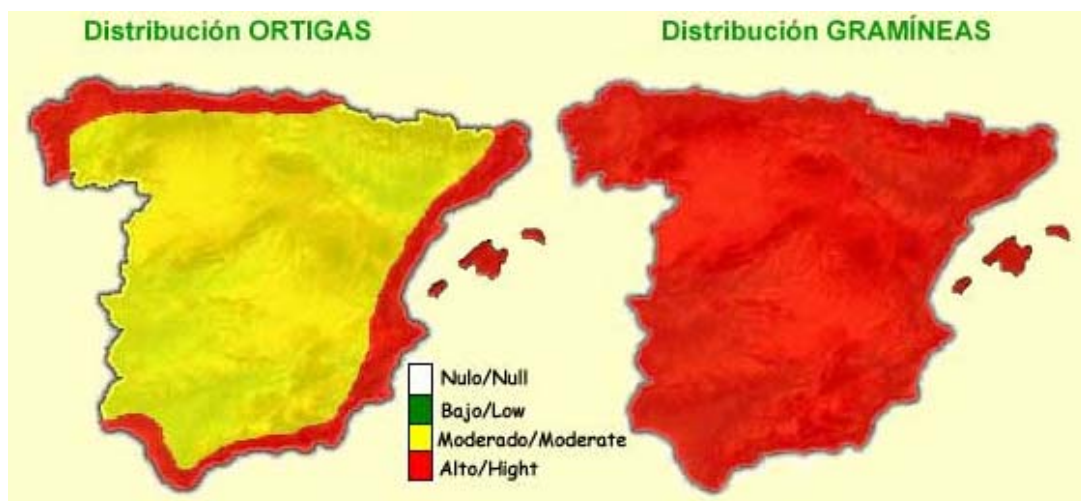 Distribución ORTIGAS
Distribución GRAMÍNEAS
Nulo/Null
Bajo/Low
Moderado/Moderate
Alto/Hight